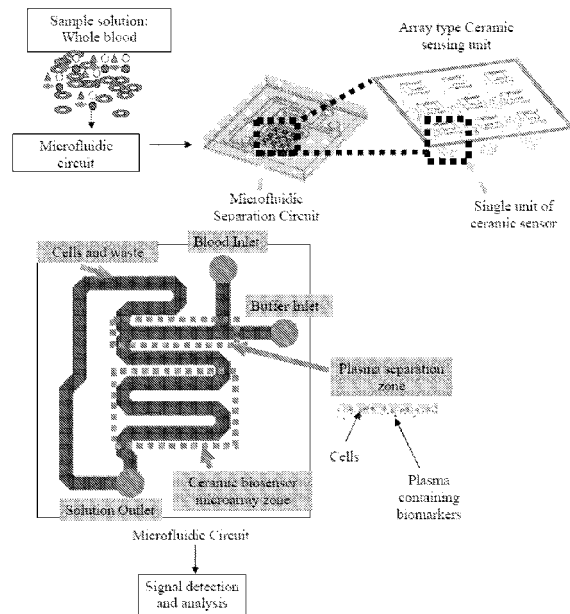 Sample solution:
Whole blood
Array type Ceramic
sensing unit
Microfluidic
circuit
Microfluidic
Separation Circuit
Single unit of
ceramic sensor
Cells and waste
Blood Inlet
Buffer Inlet
Plasma separation
zone
Cells
Plasma
containing
biomarkers
Ceramic biosenser
microarray zone
Solution Outlet
Microfluidic Circuit
Signal detection
and analysis